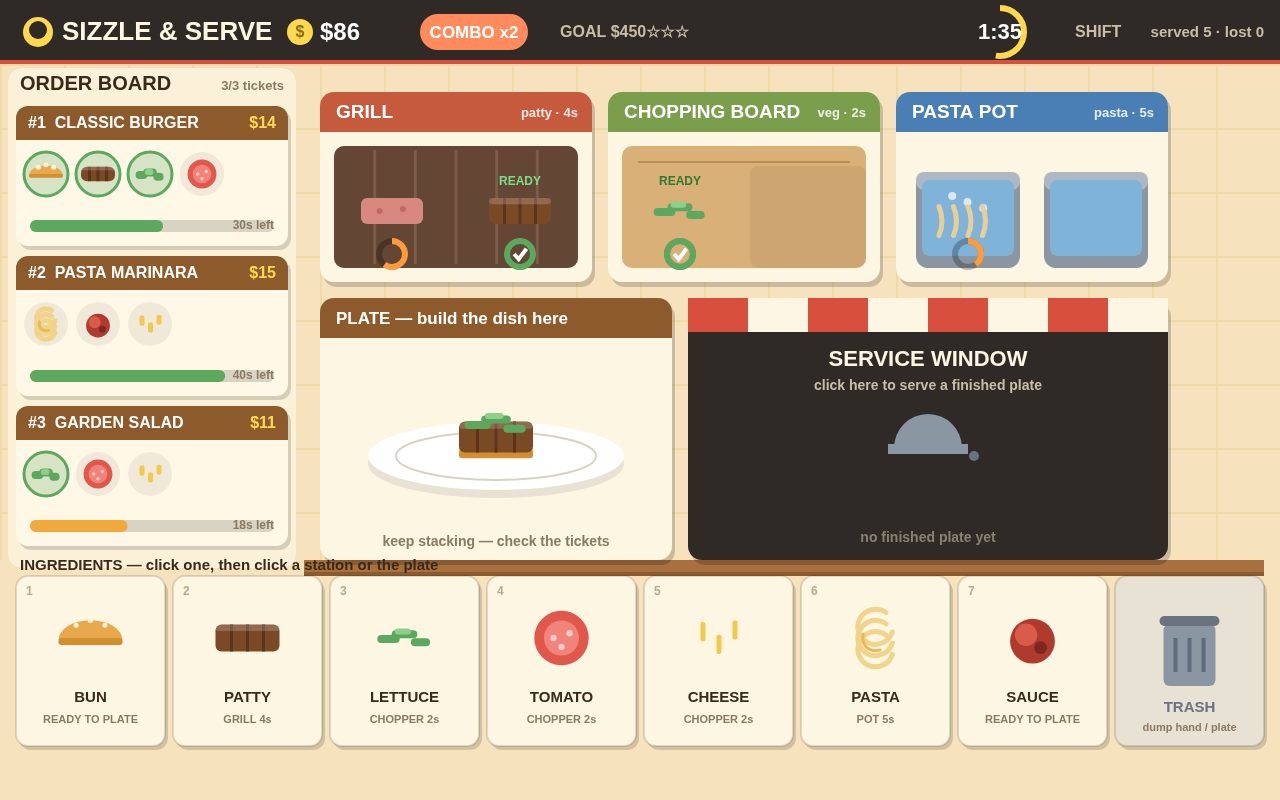 SIZZLE & SERVE
$ $86
COMBO x2
GOAL $450☆☆☆
1:35
SHIFT
served 5 · lost 0
ORDER BOARD
3/3 tickets
#1 CLASSIC BURGER $14
30s left
#2 PASTA MARINARA $15
40s left
#3 GARDEN SALAD $11
18s left
GRILL patty · 4s
READY
CHOPPING BOARD veg · 2s
READY
PASTA POT pasta · 5s
PLATE — build the dish here
keep stacking — check the tickets
SERVICE WINDOW
click here to serve a finished plate
no finished plate yet
INGREDIENTS — click one, then click a station or the plate
1
BUN
READY TO PLATE
2
PATTY
GRILL 4s
3
LETTUCE
CHOPPER 2s
4
TOMATO
CHOPPER 2s
5
CHEESE
CHOPPER 2s
6
PASTA
POT 5s
7
SAUCE
READY TO PLATE
TRASH
dump hand / plate